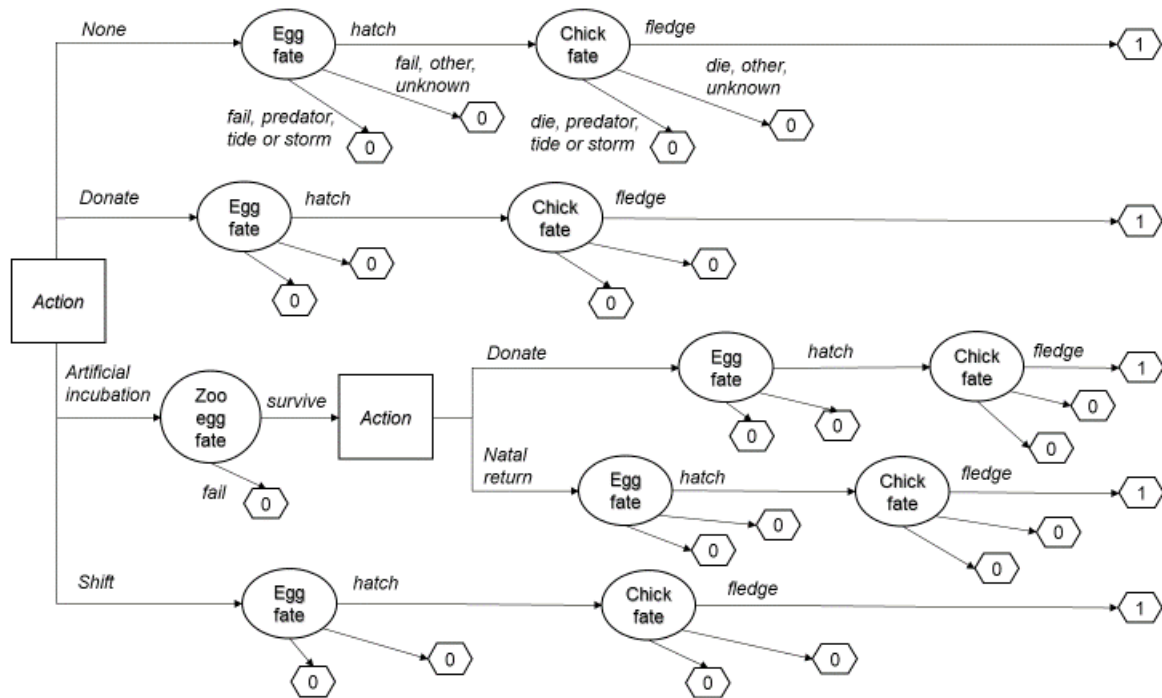 None
Egg
fate
hatch
fail, other,
unknown
0
fail, predator,
tide or storm
0
Chick
fate
fledge
1
die, other,
unknown
0
die, predator,
tide or storm
0
Donate
Egg
fate
hatch
0
0
Chick
fate
fledge
1
0
0
Action
Artificial
incubation
Zoo
egg
fate
survive
fail
0
Action
Donate
Egg
fate
hatch
0
0
Chick
fate
fledge
1
0
0
Natal
return
Egg
fate
hatch
0
0
Chick
fate
fledge
1
0
0
Shift
Egg
fate
hatch
0
0
Chick
fate
fledge
1
0
0